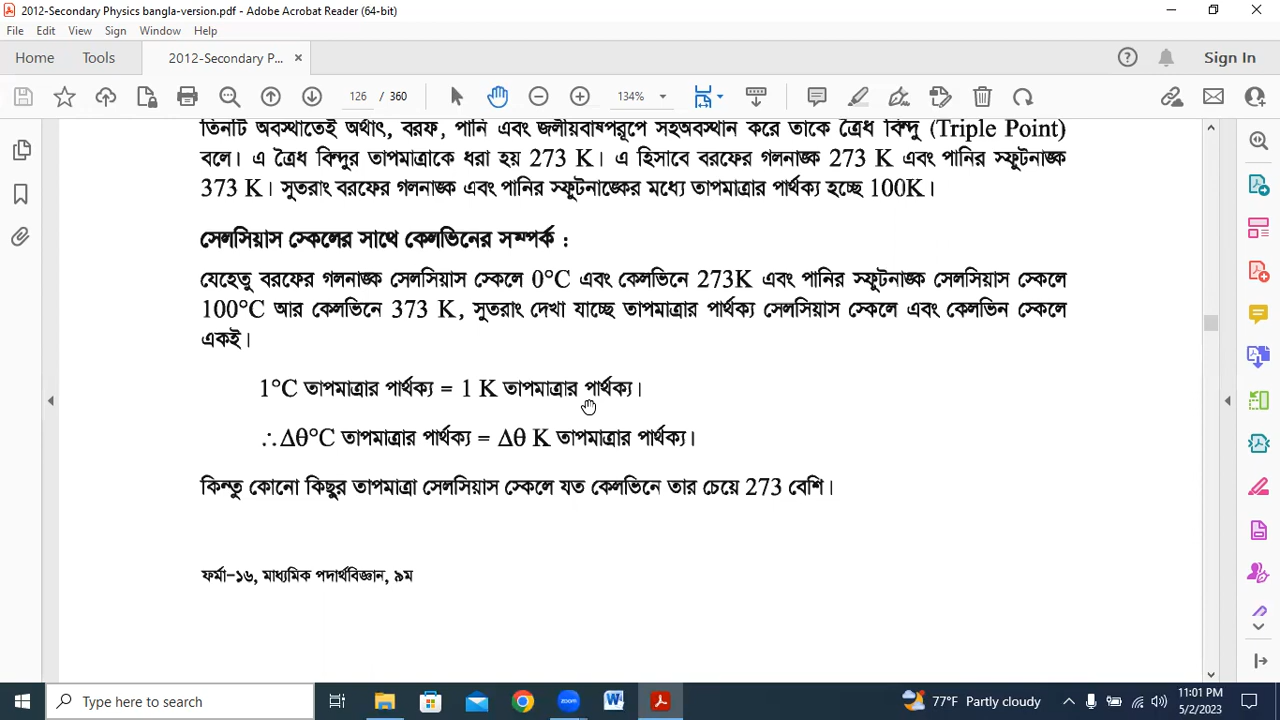 2012-Secondary Physics bangla-version.pdf - Adobe Acrobat Reader (64-bit)
File Edit View Sign Window Help
Home Tools 2012-Secondary P... × Sign In
126 / 360 134%
তিনটি অবস্থাতেই অর্থাৎ, বরফ, পানি এবং জলীয়বাষ্পরূপে সহঅবস্থান করে তাকে ত্রৈধ বিন্দু (Triple Point)
বলে। এ ত্রৈধ বিন্দুর তাপমাত্রাকে ধরা হয় 273 K। এ হিসাবে বরফের গলনাঙ্ক 273 K এবং পানির স্ফুটনাঙ্ক
373 K। সুতরাং বরফের গলনাঙ্ক এবং পানির স্ফুটনাঙ্কের মধ্যে তাপমাত্রার পার্থক্য হচ্ছে 100K।
সেলসিয়াস স্কেলের সাথে কেলভিনের সম্পর্ক :
যেহেতু বরফের গলনাঙ্ক সেলসিয়াস স্কেলে 0°C এবং কেলভিনে 273K এবং পানির স্ফুটনাঙ্ক সেলসিয়াস স্কেলে
100°C আর কেলভিনে 373 K, সুতরাং দেখা যাচ্ছে তাপমাত্রার পার্থক্য সেলসিয়াস স্কেলে এবং কেলভিন স্কেলে
একই।
1°C তাপমাত্রার পার্থক্য = 1 K তাপমাত্রার পার্থক্য।
∴Δθ°C তাপমাত্রার পার্থক্য = Δθ K তাপমাত্রার পার্থক্য।
কিন্তু কোনো কিছুর তাপমাত্রা সেলসিয়াস স্কেলে যত কেলভিনে তার চেয়ে 273 বেশি।
ফর্মা-১৬, মাধ্যমিক পদার্থবিজ্ঞান, ৯ম
Type here to search
zoom
77°F Partly cloudy
11:01 PM
5/2/2023